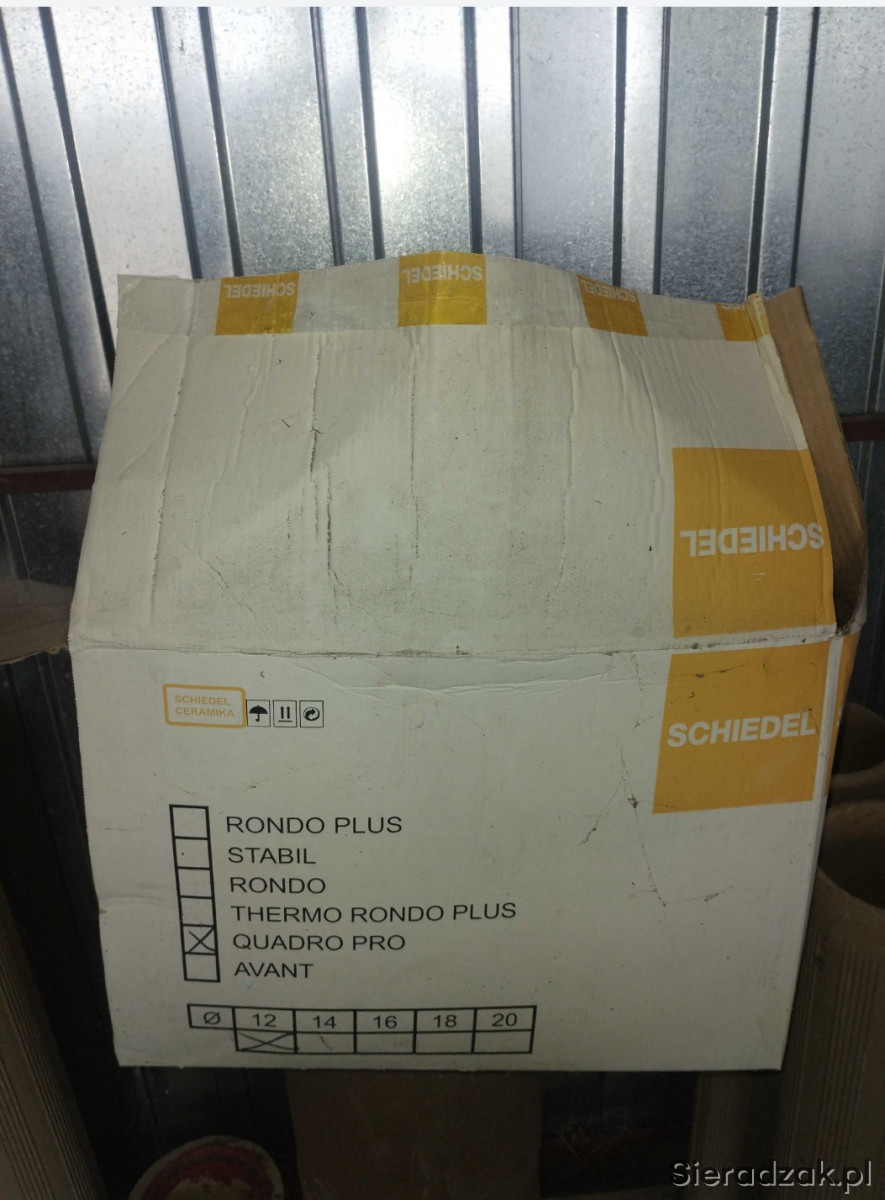 SCHIEDEL
SCHIEDEL
SCHIEDEL
SCHIEDEL
SCHIEDEL
CERAMIKA
SCHIEDEL
RONDO PLUS
STABIL
RONDO
THERMO RONDO PLUS
QUADRO PRO
AVANT
Ø 12 14 16 18 20
Sieradzak.pl